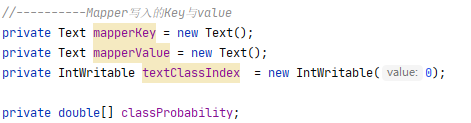 //----------Mapper写入的Key与value
private Text mapperKey = new Text();
private Text mapperValue = new Text();
private IntWritable textClassIndex  = new IntWritable( value: 0);
private double[] classProbability;